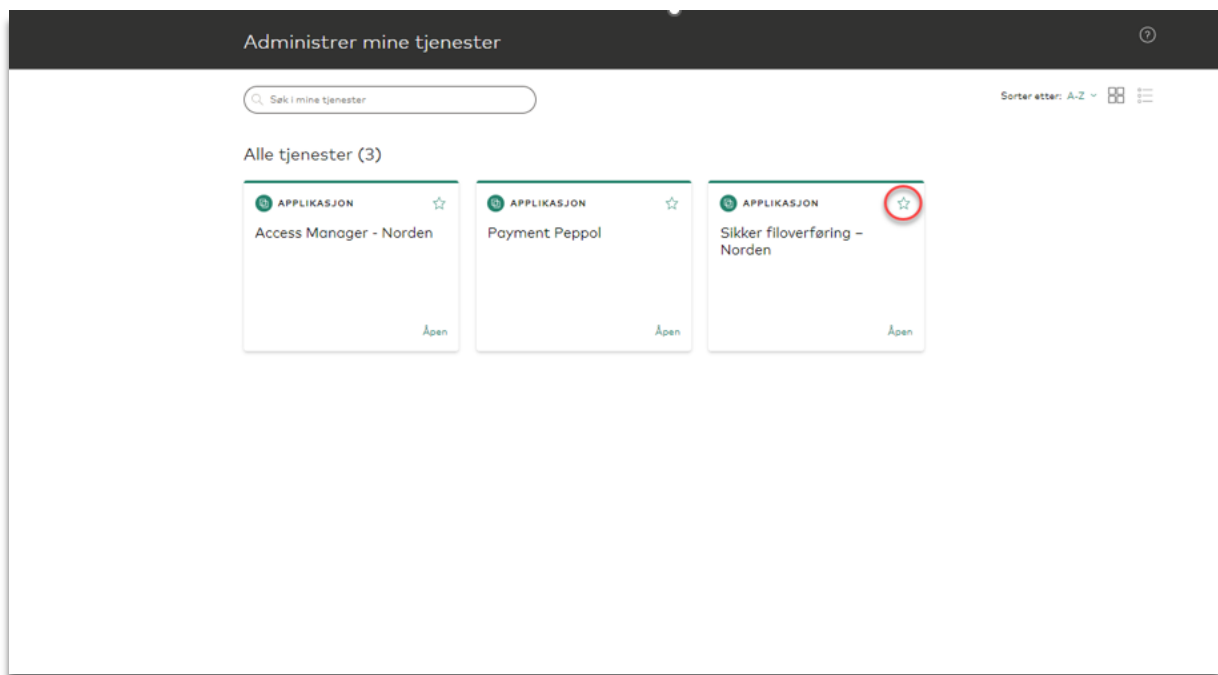 Administrer mine tjenester
Søk i mine tjenester
Sorter etter: A-Z
Alle tjenester (3)
APPLIKASJON
Access Manager - Norden
Åpen
APPLIKASJON
Payment Peppol
Åpen
APPLIKASJON
Sikker filoverføring –
Norden
Åpen